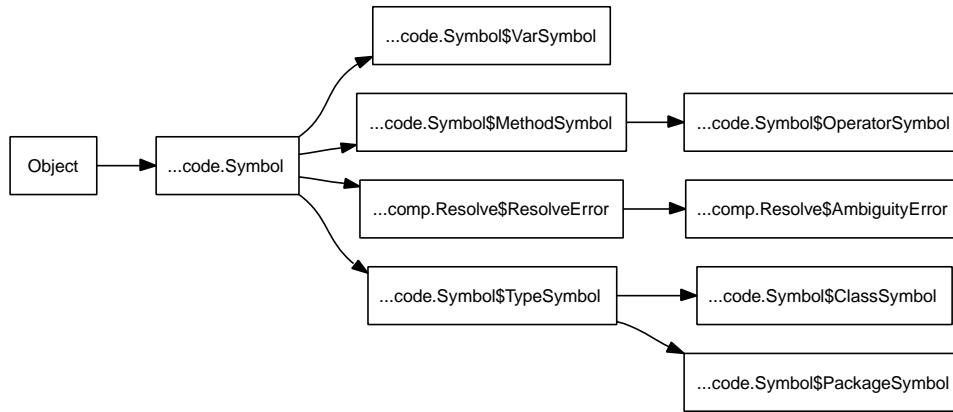 ...code.Symbol$VarSymbol
...code.Symbol$MethodSymbol
...code.Symbol$OperatorSymbol
Object
...code.Symbol
...comp.Resolve$ResolveError
...comp.Resolve$AmbiguityError
...code.Symbol$TypeSymbol
...code.Symbol$ClassSymbol
...code.Symbol$PackageSymbol